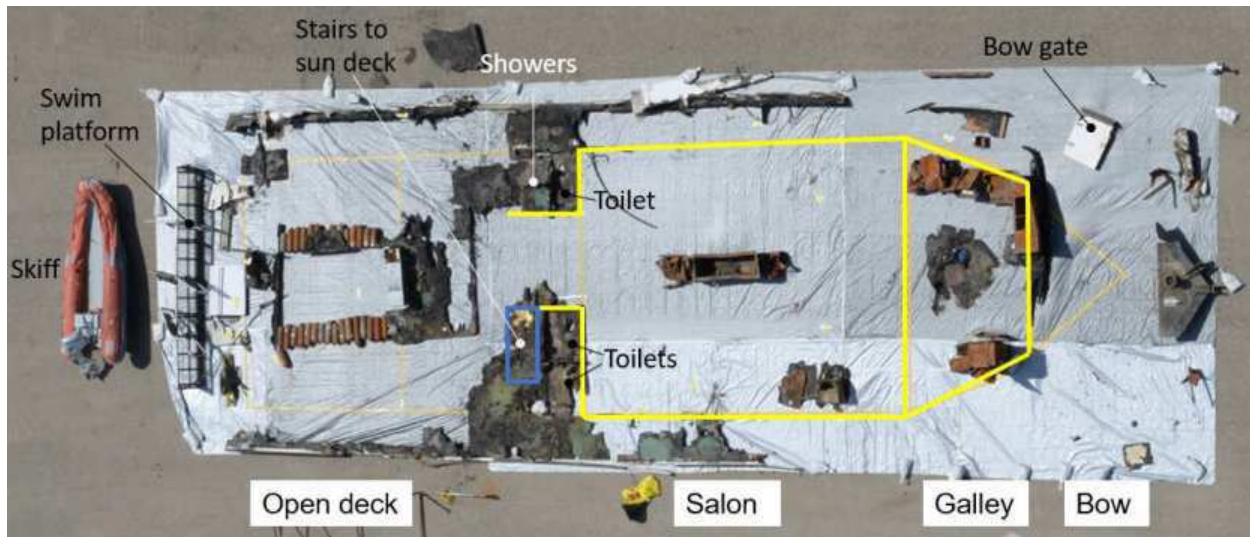 Stairs to
sun deck
Showers
Bow gate
Swim
platform
Toilet
Skiff
Toilets
Open deck
Salon
Galley
Bow